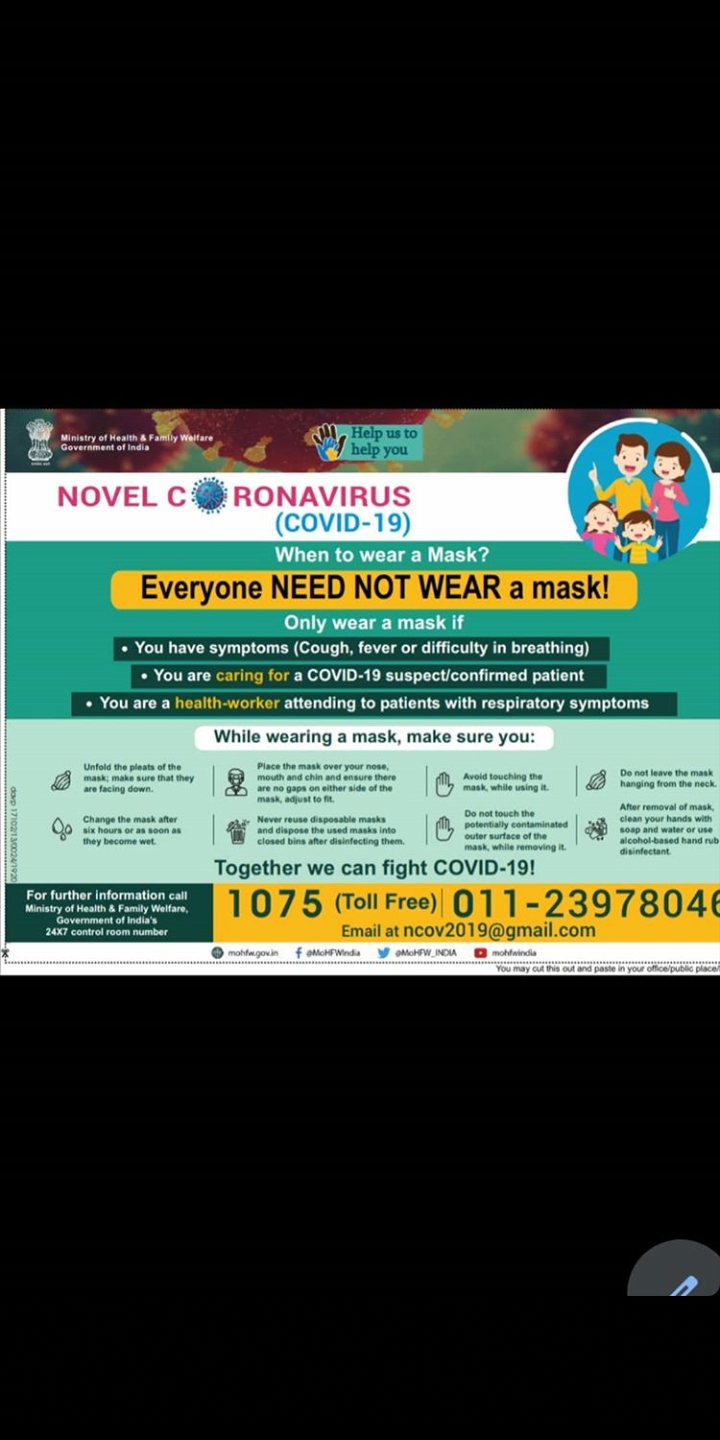 Ministry of Health & Family Welfare
Government of India
Help us to
help you
NOVEL CORONAVIRUS
(COVID-19)
When to wear a Mask?
Everyone NEED NOT WEAR a mask!
Only wear a mask if
• You have symptoms (Cough, fever or difficulty in breathing)
• You are caring for a COVID-19 suspect/confirmed patient
• You are a health-worker attending to patients with respiratory symptoms
While wearing a mask, make sure you:
Unfold the pleats of the
mask; make sure that they
are facing down.
Place the mask over your nose,
mouth and chin and ensure there
are no gaps on either side of the
mask, adjust to fit.
Avoid touching the
mask, while using it.
Do not leave the mask
hanging from the neck.
Change the mask after
six hours or as soon as
they become wet.
Never reuse disposable masks
and dispose the used masks into
closed bins after disinfecting them.
Do not touch the
potentially contaminated
outer surface of the
mask, while removing it.
After removal of mask,
clean your hands with
soap and water or use
alcohol-based hand rub
disinfectant.
Together we can fight COVID-19!
For further information call
Ministry of Health & Family Welfare,
Government of India's
24X7 control room number
1075 (Toll Free) | 011-23978046
Email at ncov2019@gmail.com
mohfw.gov.in @MoHFWIndia @MoHFW_INDIA mohfwindia
You may cut this out and paste in your office/public place/